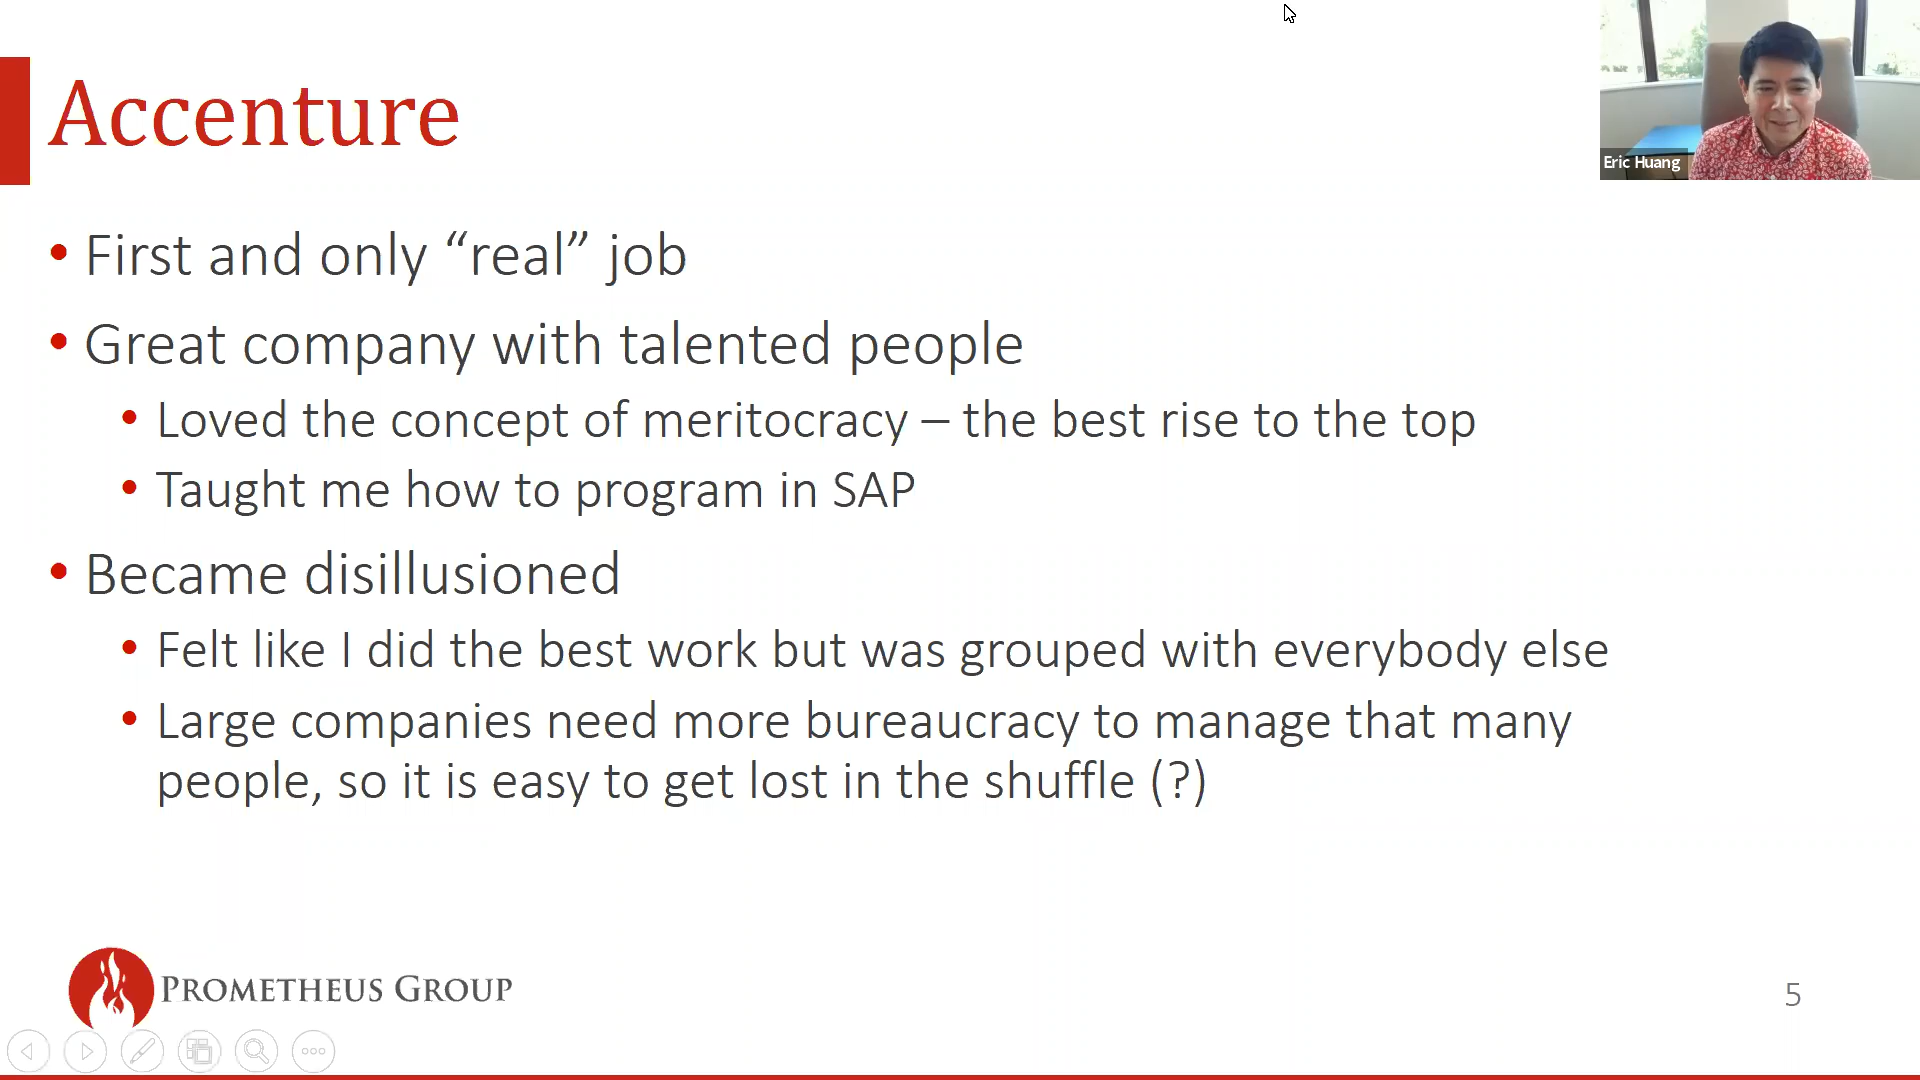 Accenture
Eric Huang
• First and only “real” job
• Great company with talented people
• Loved the concept of meritocracy – the best rise to the top
• Taught me how to program in SAP
• Became disillusioned
• Felt like I did the best work but was grouped with everybody else
• Large companies need more bureaucracy to manage that many
people, so it is easy to get lost in the shuffle (?)
PROMETHEUS GROUP
5